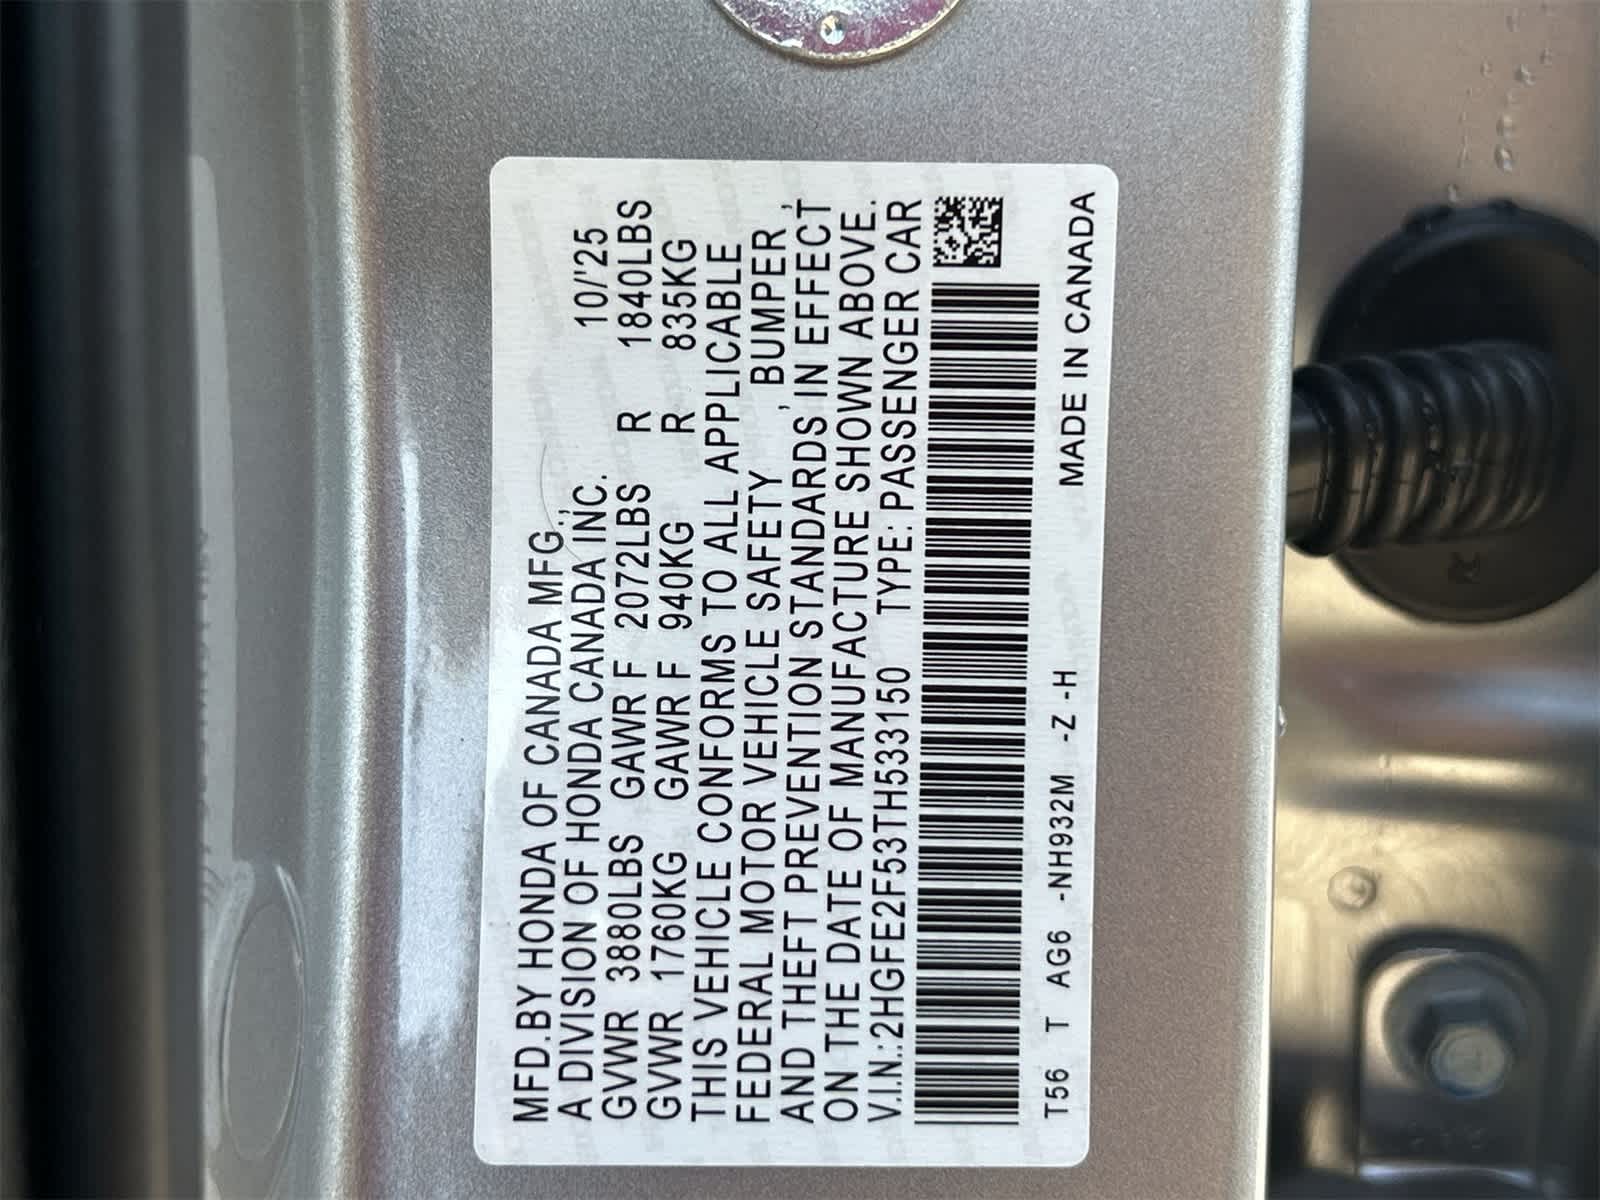 MFD.BY HONDA OF CANADA MFG.,
A DIVISION OF HONDA CANADA INC. 10/'25
GVWR 3880LBS GAWR F 2072LBS R 1840LBS
GVWR 1760KG GAWR F 940KG R 835KG
THIS VEHICLE CONFORMS TO ALL APPLICABLE
FEDERAL MOTOR VEHICLE SAFETY , BUMPER ,
AND THEFT PREVENTION STANDARDS IN EFFECT
ON THE DATE OF MANUFACTURE SHOWN ABOVE.
V.I.N.:2HGFE2F53TH533150 TYPE: PASSENGER CAR
T56 T AG6 -NH932M -Z -H MADE IN CANADA